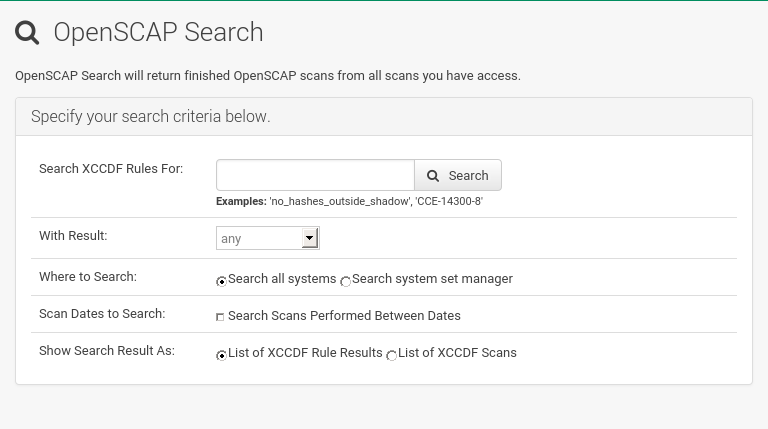 OpenSCAP Search
OpenSCAP Search will return finished OpenSCAP scans from all scans you have access.
Specify your search criteria below.
Search XCCDF Rules For:
Search
Examples: 'no_hashes_outside_shadow', 'CCE-14300-8'
With Result:
any
Where to Search:
Search all systems Search system set manager
Scan Dates to Search:
Search Scans Performed Between Dates
Show Search Result As:
List of XCCDF Rule Results List of XCCDF Scans